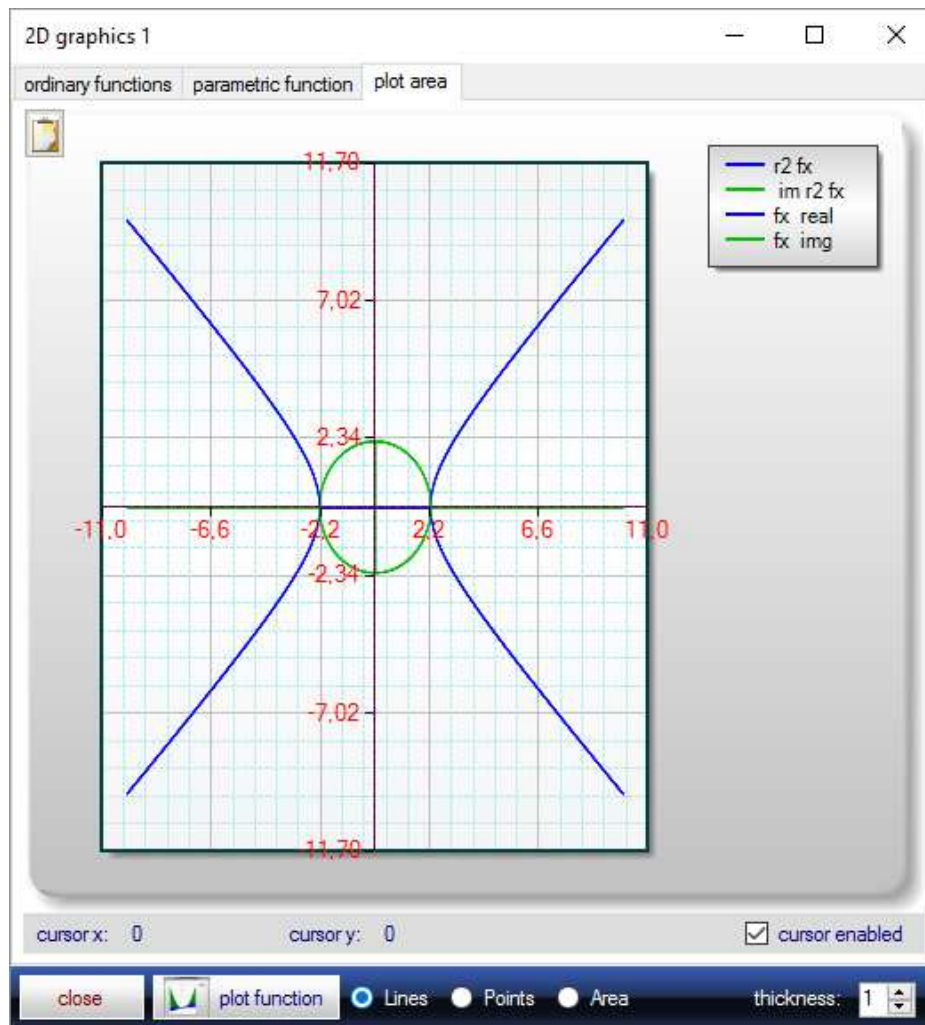 2D graphics 1
ordinary functions parametric function plot area
11,70
r2 fx
im r2 fx
fx real
fx img
7,02
2,34
-11,0 -6,6 -2,2 2,2 6,6 11,0
-2,34
-7,02
-11,70
cursor x: 0 cursor y: 0 cursor enabled
close plot function Lines Points Area thickness: 1